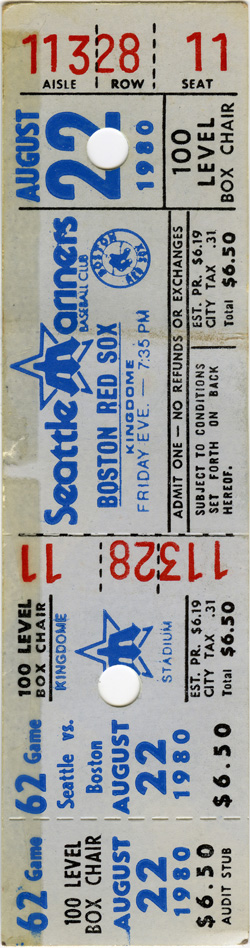 113 28 11
AISLE ROW SEAT
AUGUST
22
1980
100 LEVEL
BOX CHAIR
Seattle Mariners
BASEBALL CLUB
BOSTON
RED SOX
BOSTON RED SOX
KINGDOME
FRIDAY EVE. — 7:35 PM
ADMIT ONE — NO REFUNDS OR EXCHANGES
EST. PR. $6.19
CITY TAX .31
Total $6.50
SUBJECT TO CONDITIONS
SET FORTH ON BACK
HEREOF.
113 28 11
100 LEVEL
BOX CHAIR
KINGDOME
STADIUM
EST. PR. $6.19
CITY TAX .31
Total $6.50
62 Game
Seattle vs.
Boston
AUGUST
22
1980
$6.50
62 Game
100 LEVEL
BOX CHAIR
AUGUST
22
1980
$6.50
AUDIT STUB